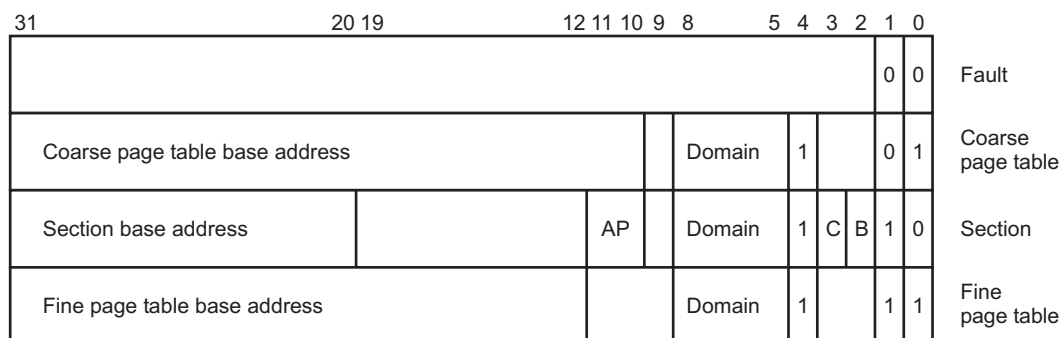 31 20 19 12 11 10 9 8 5 4 3 2 1 0
0 0 Fault
Coarse page table base address Domain 1 0 1 Coarse page table
Section base address AP Domain 1 C B 1 0 Section
Fine page table base address Domain 1 1 1 Fine page table